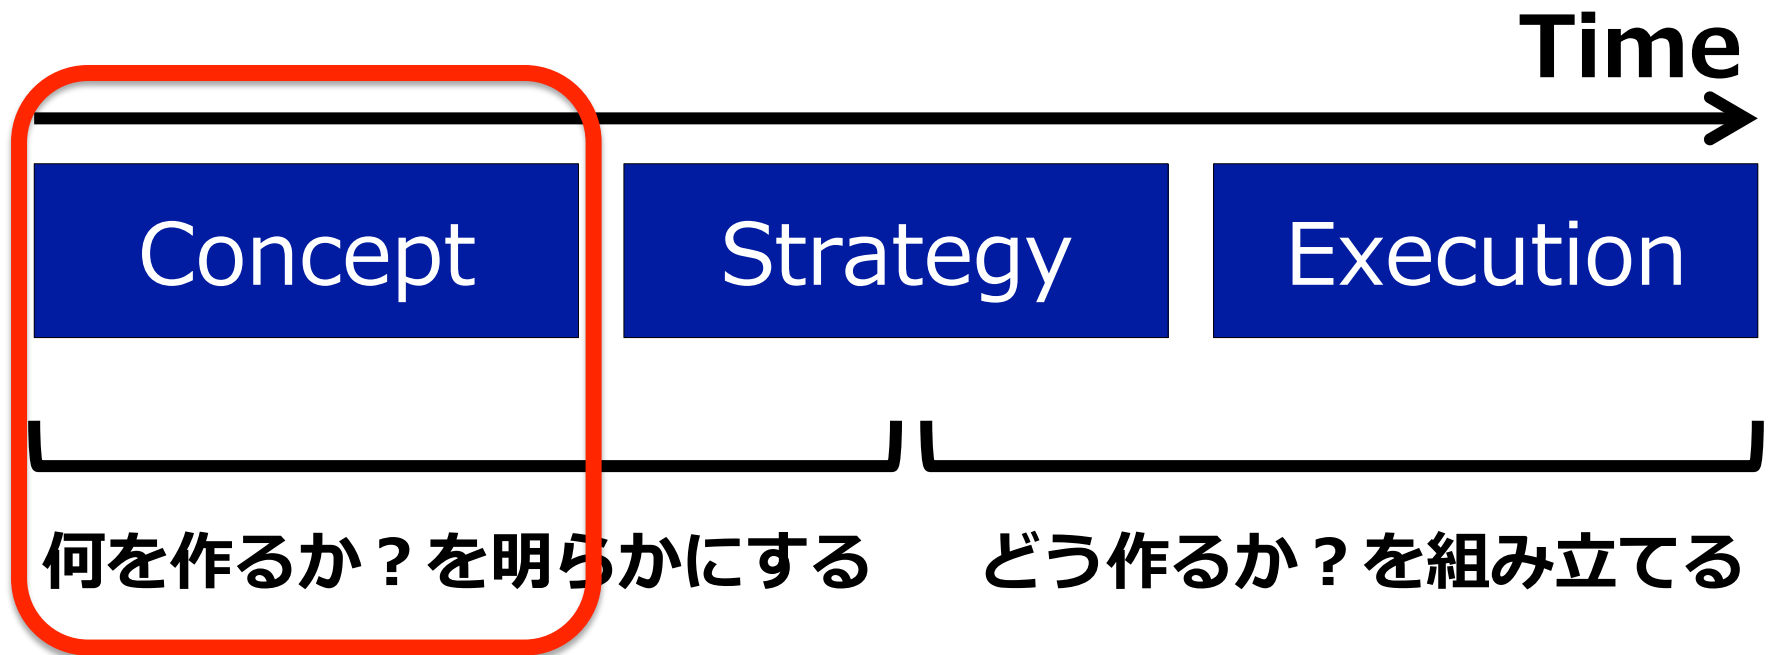 Time
Concept
Strategy
Execution
何を作るか？を明らかにする
どう作るか？を組み立てる